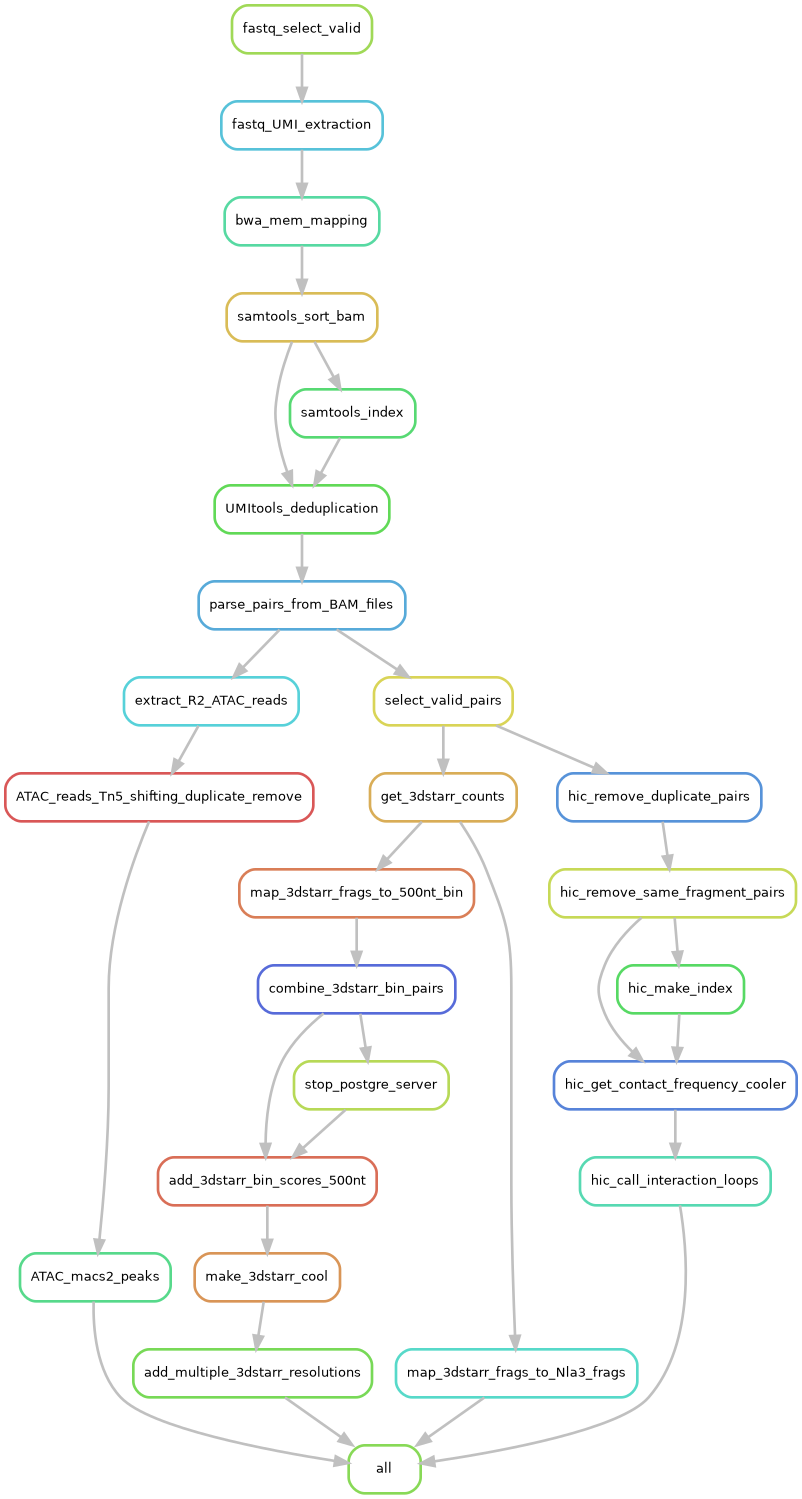 fastq_select_valid
fastq_UMI_extraction
bwa_mem_mapping
samtools_sort_bam
samtools_index
UMItools_deduplication
parse_pairs_from_BAM_files
extract_R2_ATAC_reads
select_valid_pairs
ATAC_reads_Tn5_shifting_duplicate_remove
get_3dstarr_counts
hic_remove_duplicate_pairs
map_3dstarr_frags_to_500nt_bin
hic_remove_same_fragment_pairs
combine_3dstarr_bin_pairs
hic_make_index
stop_postgre_server
hic_get_contact_frequency_cooler
add_3dstarr_bin_scores_500nt
hic_call_interaction_loops
ATAC_macs2_peaks
make_3dstarr_cool
add_multiple_3dstarr_resolutions
map_3dstarr_frags_to_Nla3_frags
all